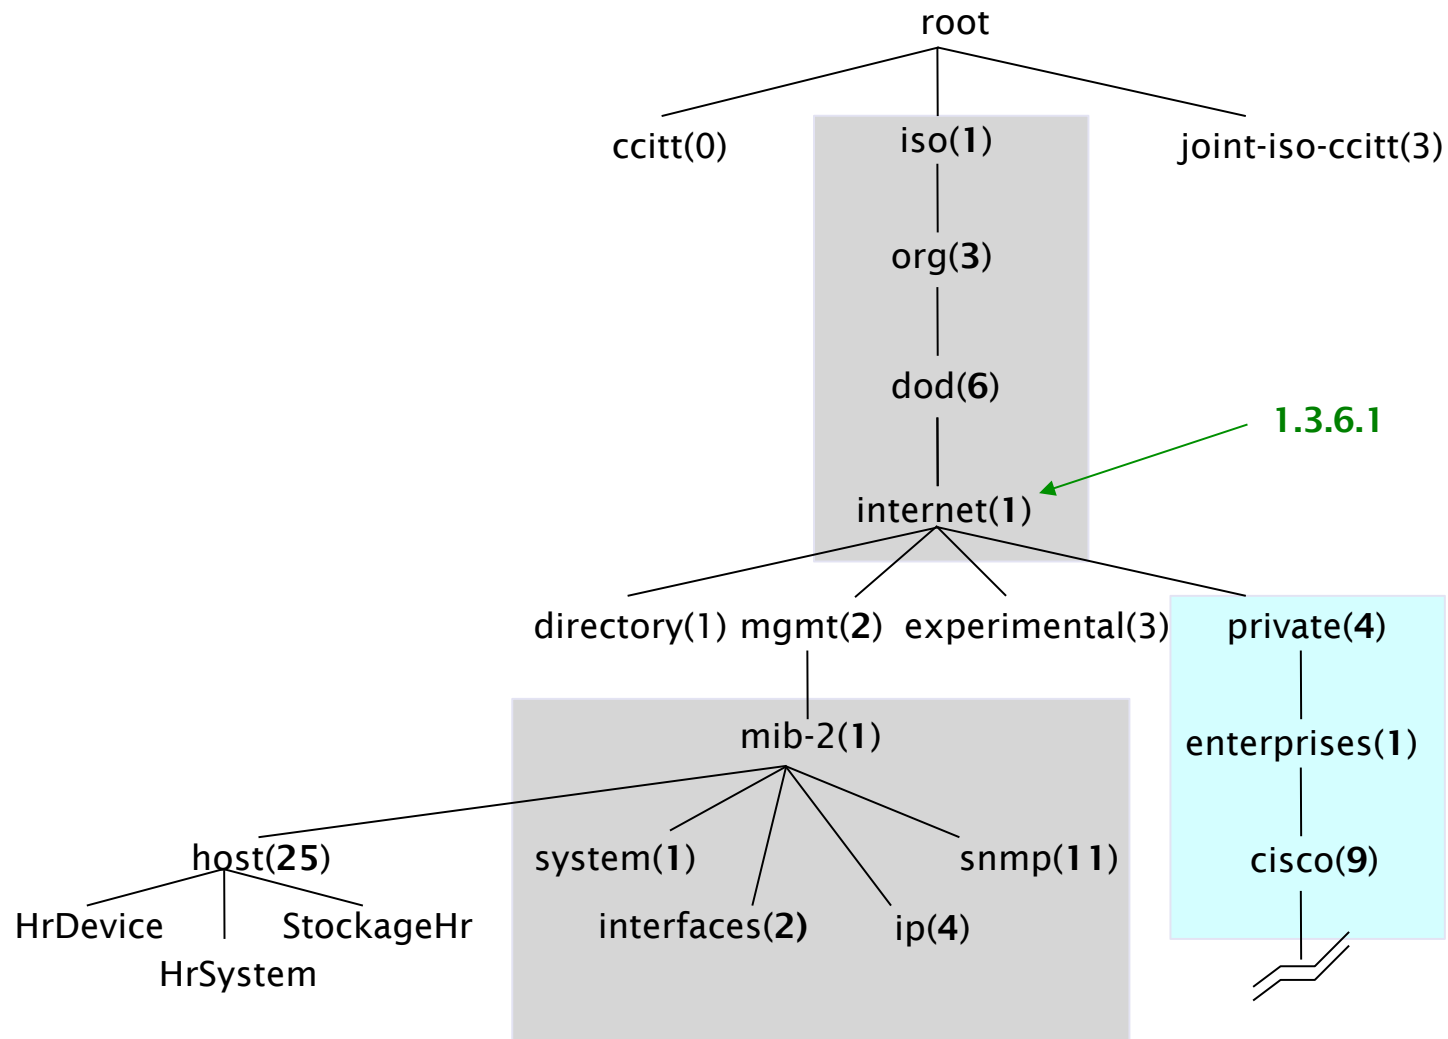 root
ccitt(0)
iso(1)
joint-iso-ccitt(3)
org(3)
dod(6)
1.3.6.1
internet(1)
directory(1)
mgmt(2)
experimental(3)
private(4)
mib-2(1)
enterprises(1)
host(25)
system(1)
snmp(11)
cisco(9)
HrDevice
StockageHr
interfaces(2)
ip(4)
HrSystem